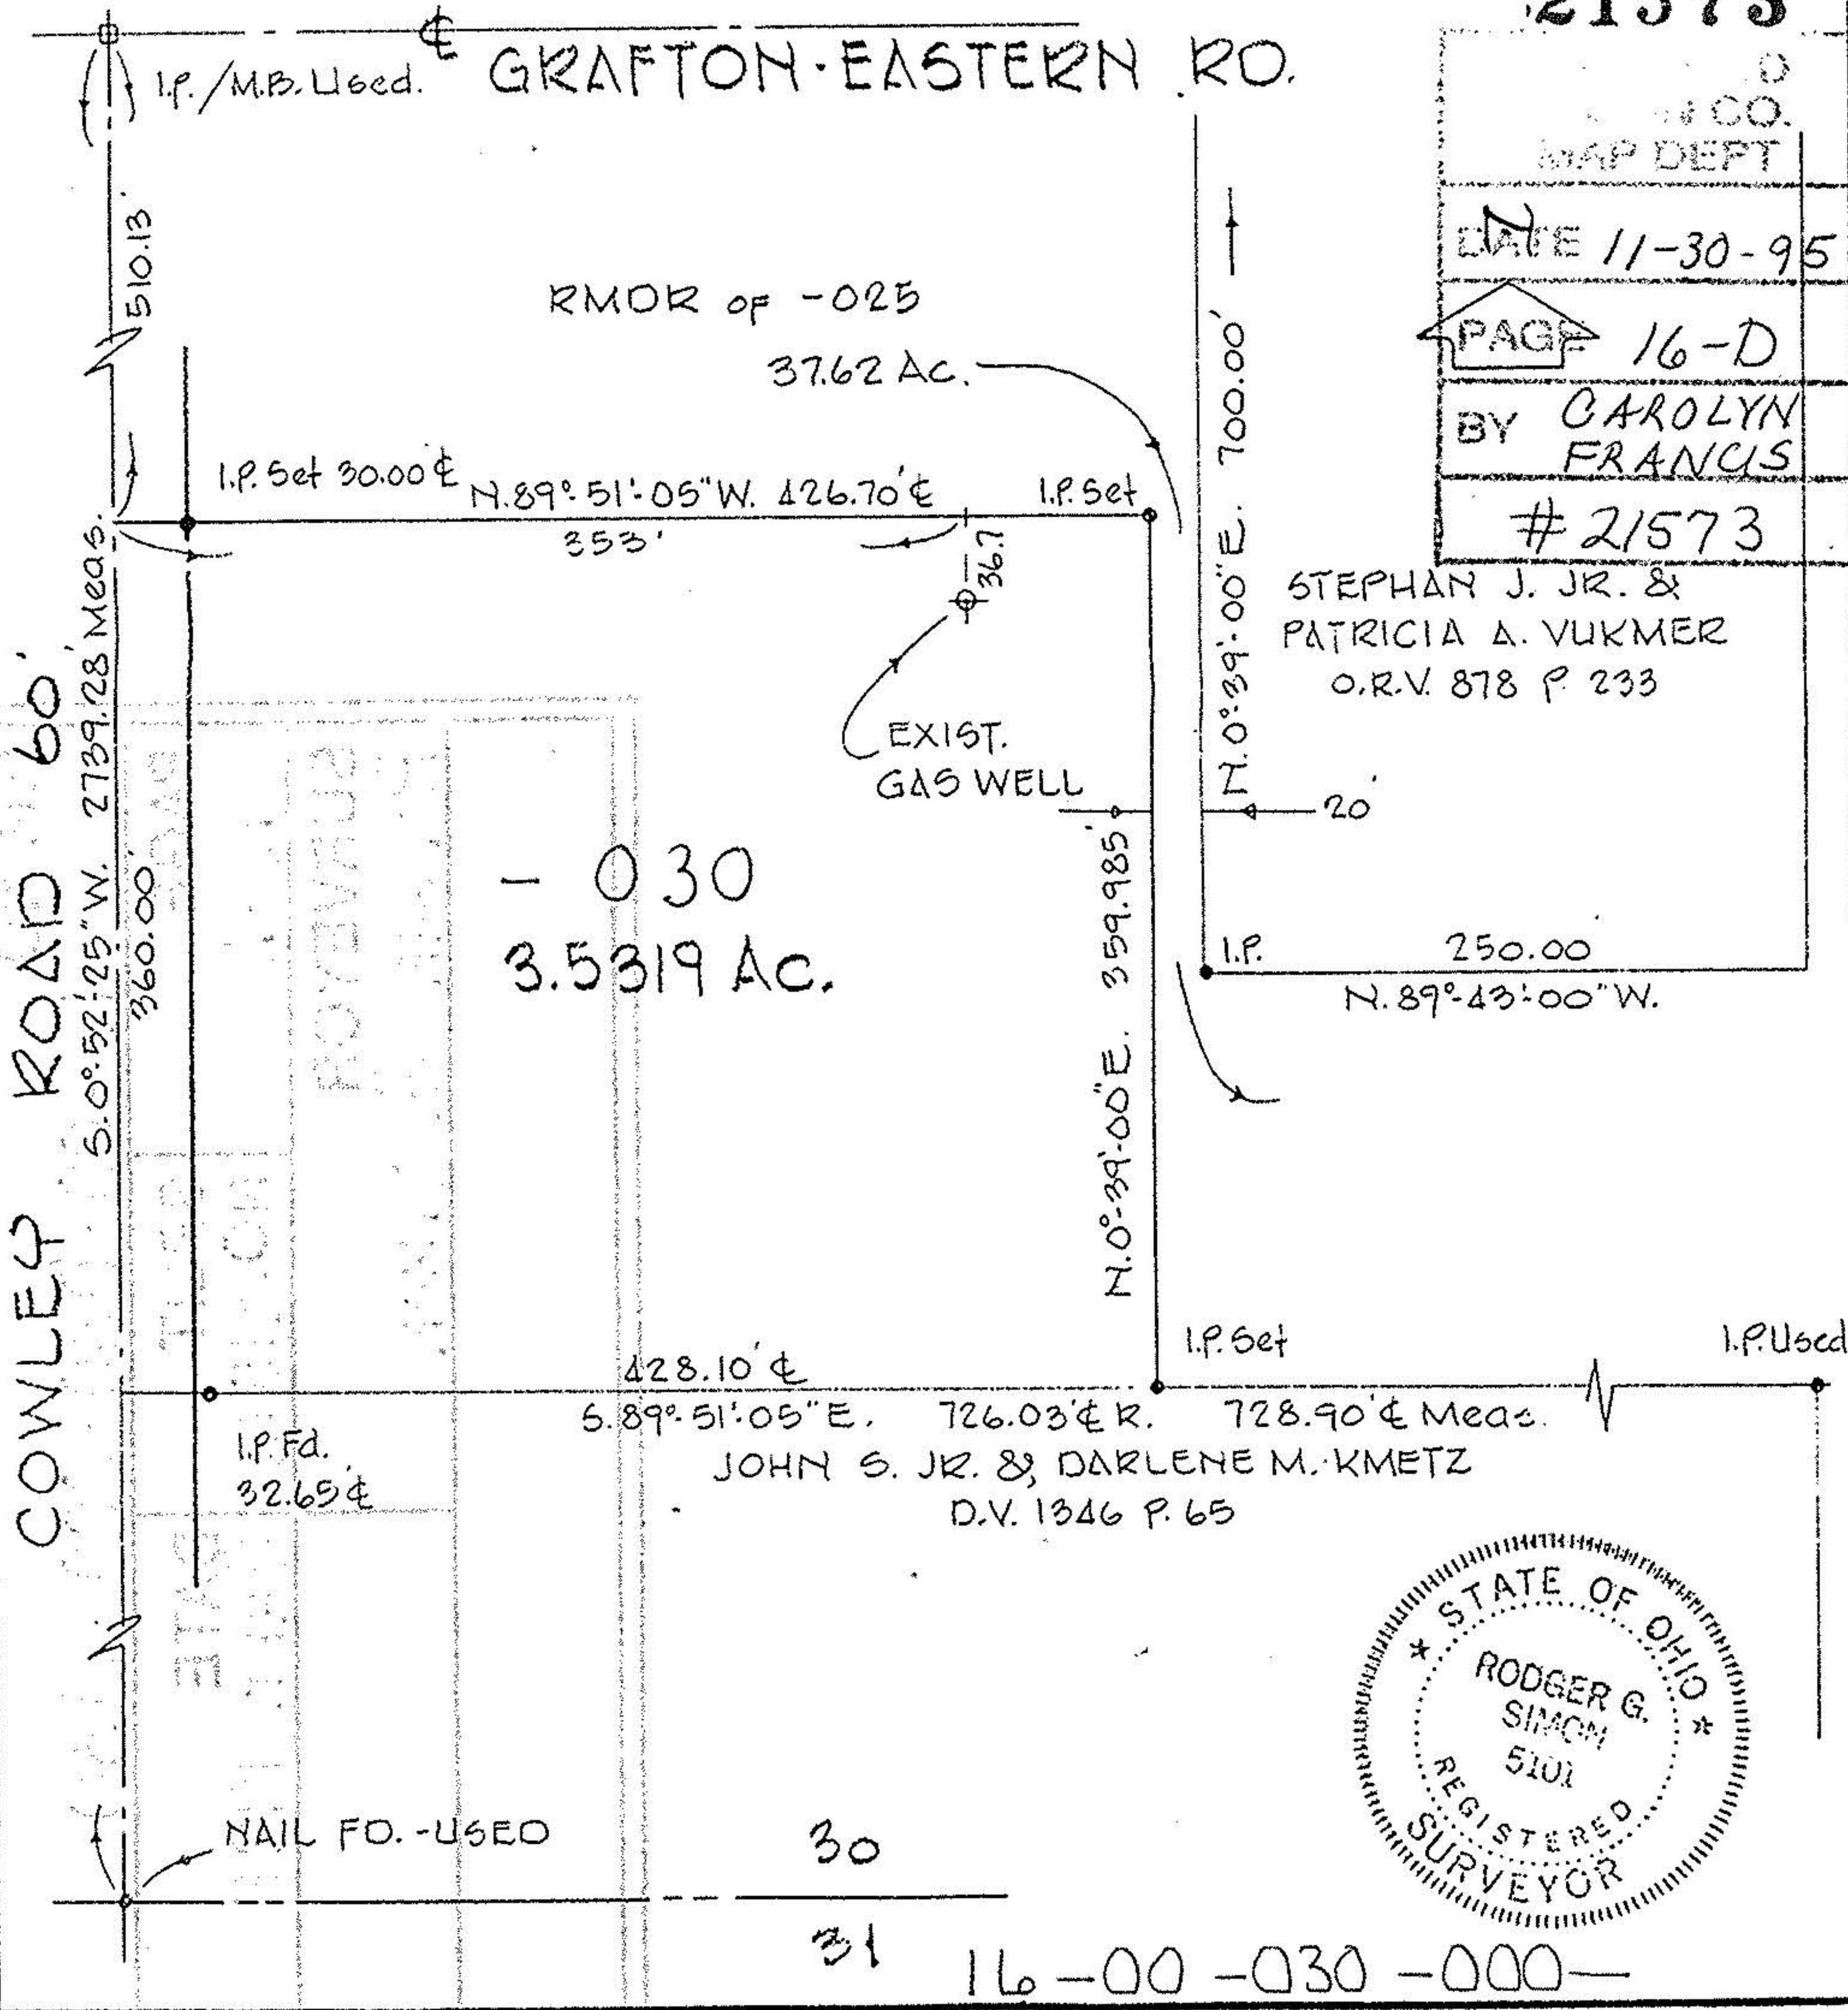 21573
℄ GRAFTON-EASTERN RD.
I.P./M.B. Used.
CO.
MAP DEPT
N
DATE 11-30-95
PAGE 16-D
BY CAROLYN
FRANCIS
# 21573
510.13'
RMDR OF -025
37.62 AC.
I.P. Set 30.00 ℄
N.89°-51'-05"W. 426.70' ℄
I.P. Set
353'
36.7
N.0°-39'-00"E. 700.00'
STEPHAN J. JR. &
PATRICIA A. VUKMER
O.R.V. 878 P. 233
EXIST.
GAS WELL
20'
COWLEY ROAD 60'
S.0°-52'-25"W. 2739.28' Meas.
360.00'
- 030
3.5319 AC.
N.0°-39'-00"E. 359.985'
I.P.
250.00'
N.89°-43'-00"W.
ROYEVAUS
DATE
I.P. Set
I.P. Used
428.10' ℄
S.89°-51'-05"E. 726.03' ℄ R. 728.90' ℄ Meas.
I.P. Fd.
32.65' ℄
JOHN S. JR. & DARLENE M. KMETZ
D.V. 1346 P. 65
STATE OF OHIO
RODGER G.
SIMON
5101
REGISTERED
SURVEYOR
NAIL FD.-USED
30
31
16-00-030-000-